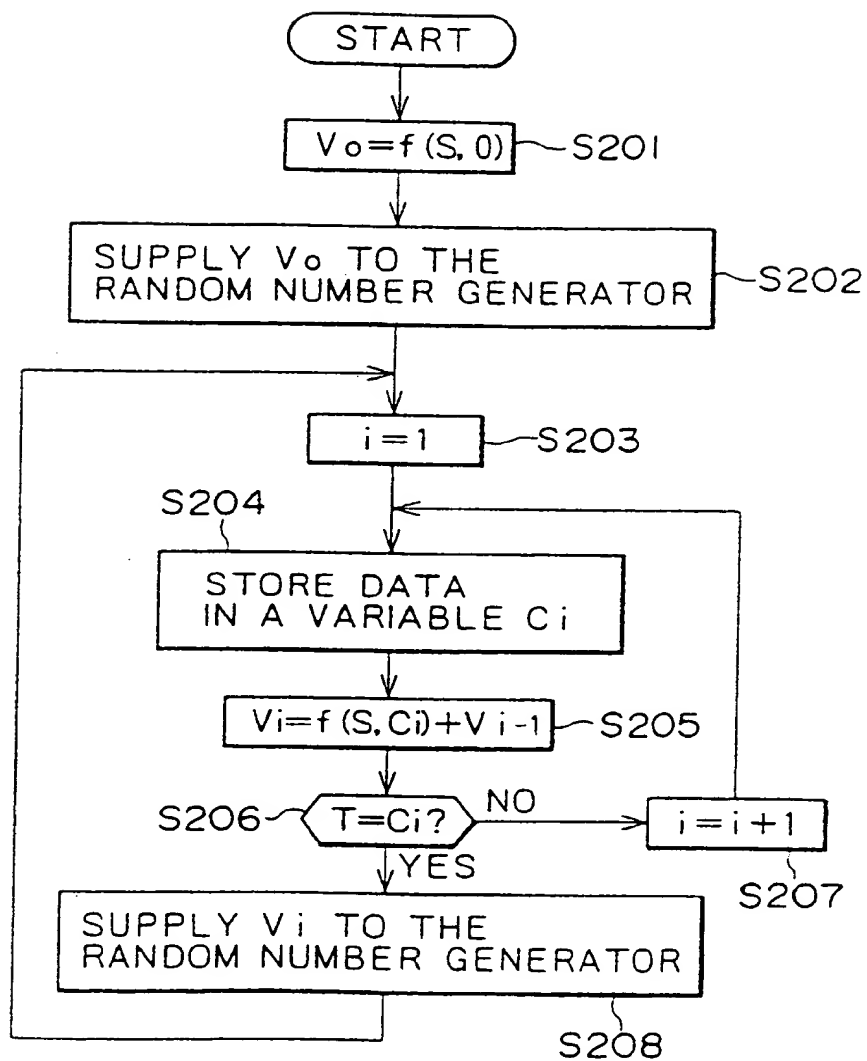 START
Vo=f(S,0)
S201
SUPPLY Vo TO THE
RANDOM NUMBER GENERATOR
S202
i=1
S203
S204
STORE DATA
IN A VARIABLE Ci
Vi=f(S,Ci)+Vi-1
S205
S206
T=Ci?
NO
i=i+1
YES
S207
SUPPLY Vi TO THE
RANDOM NUMBER GENERATOR
S208